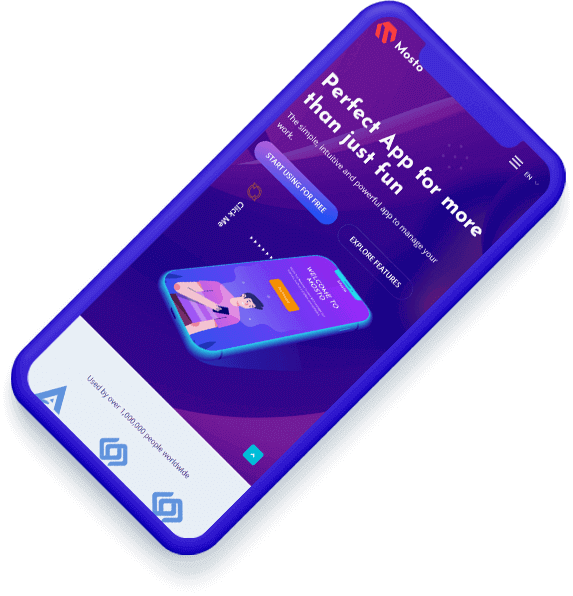 Mosto
EN
Perfect App for more
than just fun
The simple, intuitive and powerful app to manage your
work.
START USING FOR FREE
EXPLORE FEATURES
Click Me
WELCOME TO
MOSTO
Used by over 1,000,000 people worldwide